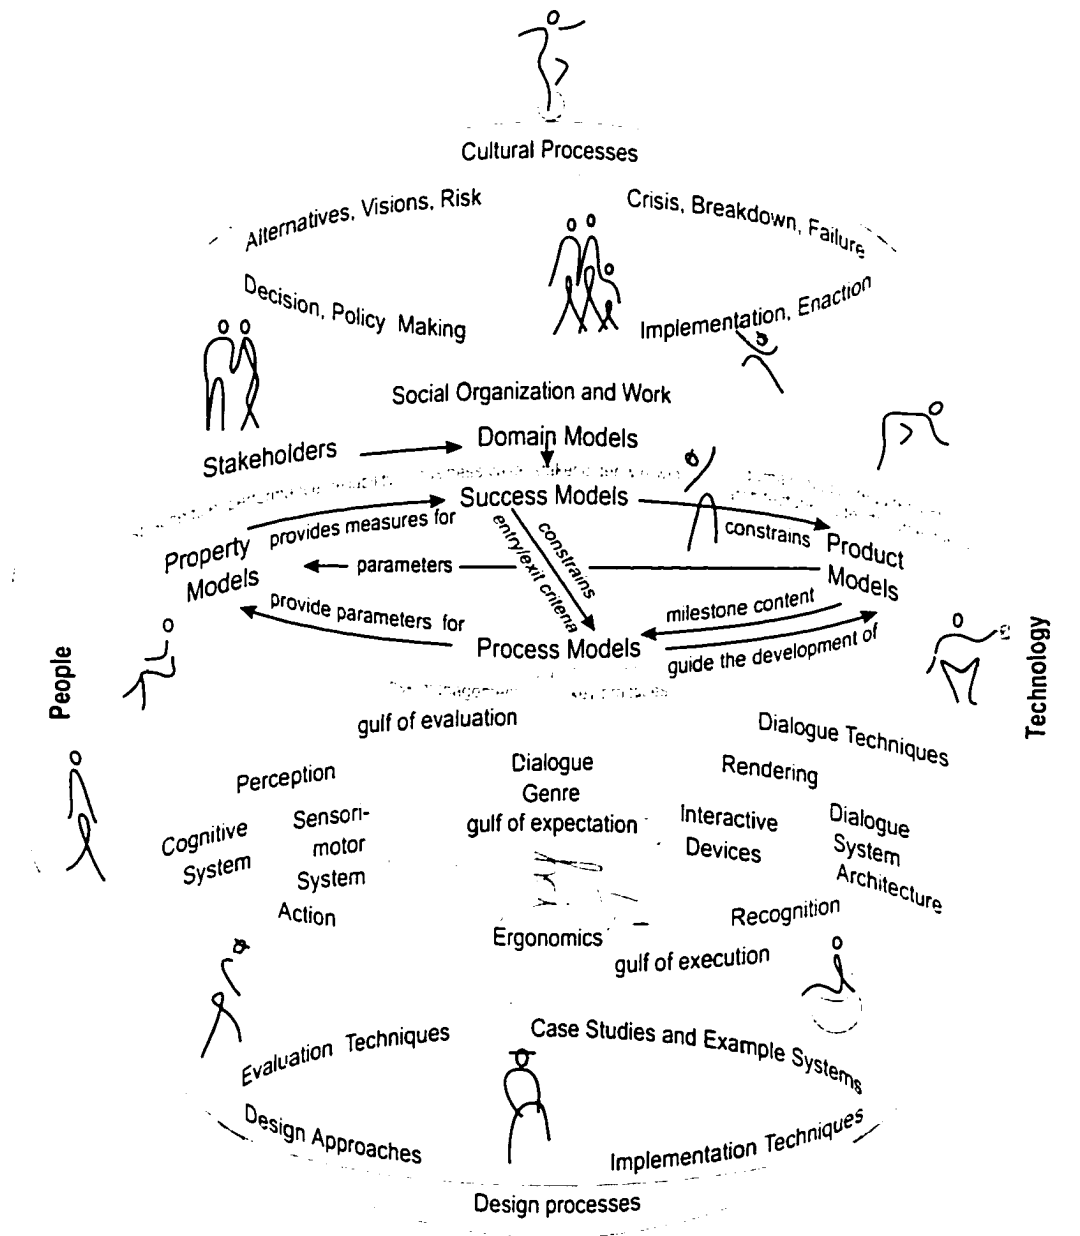 Cultural Processes
Alternatives, Visions, Risk
Crisis, Breakdown, Failure
Decision, Policy Making
Implementation, Enaction
Social Organization and Work
Stakeholders
Domain Models
Success Models
provides measures for
constrains
Property
Models
entry/exit criteria
constrains
Product
Models
parameters
provide parameters for
milestone content
Process Models
guide the development of
People
Technology
gulf of evaluation
Dialogue Techniques
Perception
Dialogue
Genre
Rendering
Cognitive
System
Sensori-
motor
System
gulf of expectation
Interactive
Devices
Dialogue
System
Architecture
Action
Recognition
Ergonomics
gulf of execution
Evaluation Techniques
Case Studies and Example Systems
Design Approaches
Implementation Techniques
Design processes